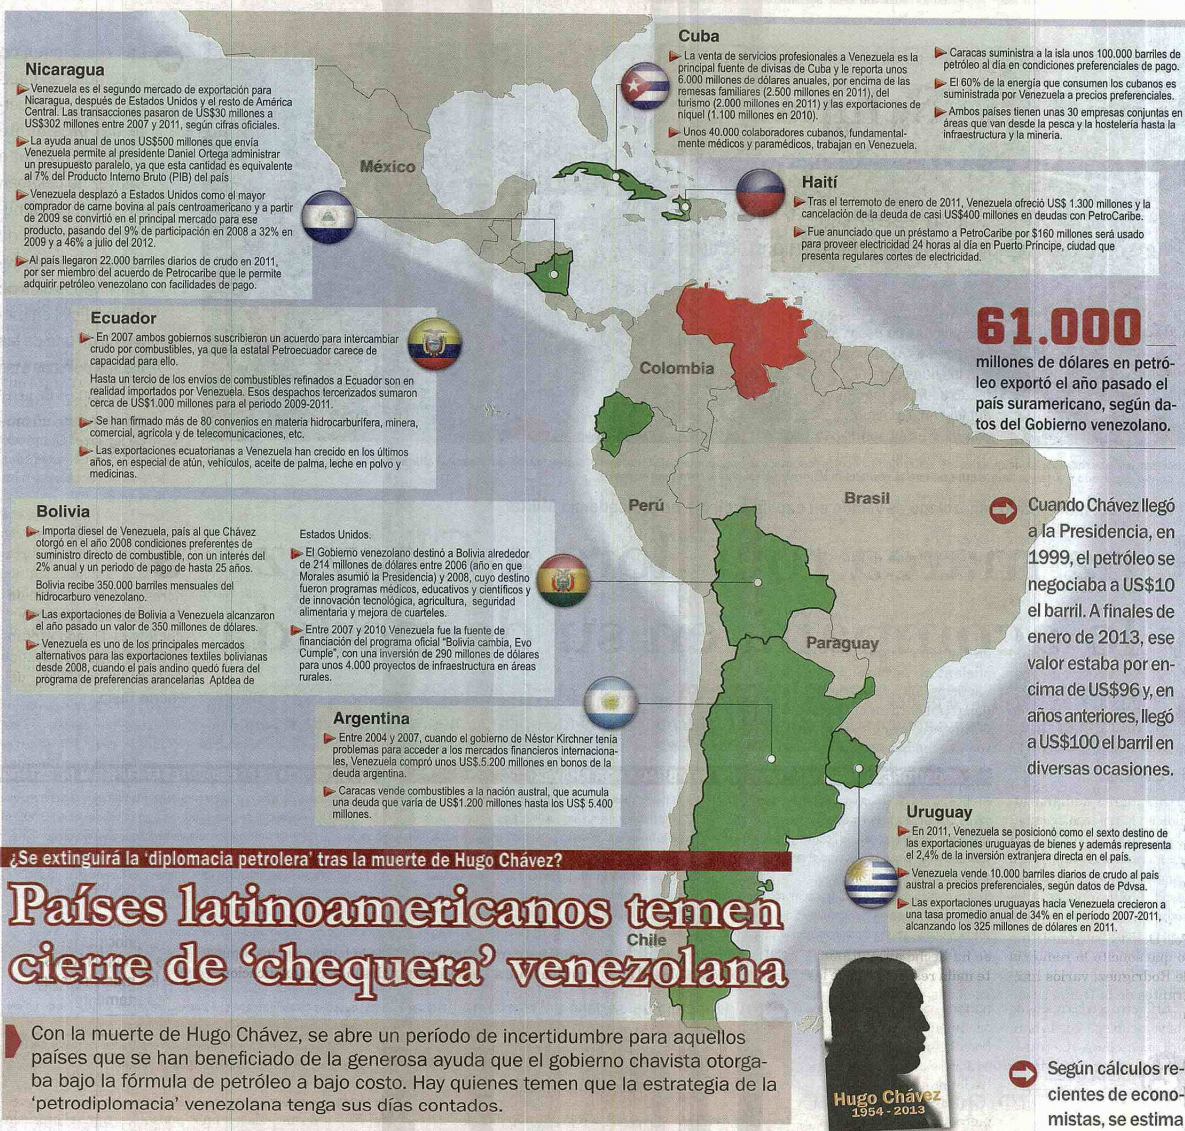 Nicaragua
Venezuela es el segundo mercado de exportación para
Nicaragua, después de Estados Unidos y el resto de América
Central. Las transacciones pasaron de US$30 millones a
US$302 millones entre 2007 y 2011, según cifras oficiales.
La ayuda anual de unos US$500 millones que envía
Venezuela permite al presidente Daniel Ortega administrar
un presupuesto paralelo, ya que esta cantidad es equivalente
al 7% del Producto Interno Bruto (PIB) del país
Venezuela desplazó a Estados Unidos como el mayor
comprador de carne bovina al país centroamericano y a partir
de 2009 se convirtió en el principal mercado para ese
producto, pasando del 9% de participación en 2008 a 32% en
2009 y a 46% a julio del 2012.
Al país llegaron 22.000 barriles diarios de crudo en 2011,
por ser miembro del acuerdo de Petrocaribe que le permite
adquirir petróleo venezolano con facilidades de pago.
Cuba
La venta de servicios profesionales a Venezuela es la
principal fuente de divisas de Cuba y le reporta unos
6.000 millones de dólares anuales, por encima de las
remesas familiares (2.500 millones en 2011), del
turismo (2.000 millones en 2011) y las exportaciones de
niquel (1.100 millones en 2010).
Unos 40.000 colaboradores cubanos, fundamental-
mente médicos y paramédicos, trabajan en Venezuela.
Caracas suministra a la isla unos 100.000 barriles de
petróleo al día en condiciones preferenciales de pago.
El 60% de la energía que consumen los cubanos es
suministrada por Venezuela a precios preferenciales.
Ambos países tienen unas 30 empresas conjuntas en
áreas que van desde la pesca y la hostelería hasta la
infraestructura y la minería.
México
Haití
Tras el terremoto de enero de 2011, Venezuela ofreció US$ 1.300 millones y la
cancelación de la deuda de casi US$400 millones en deudas con PetroCaribe.
Fue anunciado que un préstamo a PetroCaribe por $160 millones será usado
para proveer electricidad 24 horas al día en Puerto Príncipe, ciudad que
presenta regulares cortes de electricidad.
Ecuador
En 2007 ambos gobiernos suscribieron un acuerdo para intercambiar
crudo por combustibles, ya que la estatal Petroecuador carece de
capacidad para ello.
Hasta un tercio de los envíos de combustibles refinados a Ecuador son en
realidad importados por Venezuela. Esos despachos tercerizados sumaron
cerca de US$1.000 millones para el periodo 2009-2011.
Se han firmado más de 80 convenios en materia hidrocarburífera, minera,
comercial, agrícola y de telecomunicaciones, etc.
Las exportaciones ecuatorianas a Venezuela han crecido en los últimos
años, en especial de atún, vehículos, aceite de palma, leche en polvo y
medicinas.
Colombia
61.000
millones de dólares en petró-
leo exportó el año pasado el
país suramericano, según da-
tos del Gobierno venezolano.
Perú
Brasil
Bolivia
Importa diesel de Venezuela, país al que Chávez
otorgó en el año 2008 condiciones preferentes de
suministro directo de combustible, con un interés del
2% anual y un periodo de pago de hasta 25 años.
Bolivia recibe 350.000 barriles mensuales del
hidrocarburo venezolano.
Las exportaciones de Bolivia a Venezuela alcanzaron
el año pasado un valor de 350 millones de dólares.
Venezuela es uno de los principales mercados
alternativos para las exportaciones textiles bolivianas
desde 2008, cuando el país andino quedó fuera del
programa de preferencias arancelarias Aptdea de
Estados Unidos.
El Gobierno venezolano destinó a Bolivia alrededor
de 214 millones de dólares entre 2006 (año en que
Morales asumió la Presidencia) y 2008, cuyo destino
fueron programas médicos, educativos y científicos y
de innovación tecnológica, agricultura, seguridad
alimentaria y mejora de cuarteles.
Entre 2007 y 2010 Venezuela fue la fuente de
financiación del programa oficial "Bolivia cambia, Evo
Cumple", con una inversión de 290 millones de dólares
para unos 4.000 proyectos de infraestructura en áreas
rurales.
Cuando Chávez llegó
a la Presidencia, en
1999, el petróleo se
negociaba a US$10
el barril. A finales de
enero de 2013, ese
valor estaba por en-
cima de US$96 y, en
años anteriores, llegó
a US$100 el barril en
diversas ocasiones.
Paraguay
Argentina
Entre 2004 y 2007, cuando el gobierno de Néstor Kirchner tenía
problemas para acceder a los mercados financieros internaciona-
les, Venezuela compró unos US$.5.200 millones en bonos de la
deuda argentina.
Caracas vende combustibles a la nación austral, que acumula
una deuda que varía de US$1.200 millones hasta los US$ 5.400
millones.
Uruguay
En 2011, Venezuela se posicionó como el sexto destino de
las exportaciones uruguayas de bienes y además representa
el 2,4% de la inversión extranjera directa en el país.
Venezuela vende 10.000 barriles diarios de crudo al país
austral a precios preferenciales, según datos de Pdvsa.
Las exportaciones uruguayas hacia Venezuela crecieron a
una tasa promedio anual de 34% en el período 2007-2011,
alcanzando los 325 millones de dólares en 2011.
¿Se extinguirá la 'diplomacia petrolera' tras la muerte de Hugo Chávez?
Países latinoamericanos temen
cierre de 'chequera' venezolana
Chile
Con la muerte de Hugo Chávez, se abre un período de incertidumbre para aquellos
países que se han beneficiado de la generosa ayuda que el gobierno chavista otorga-
ba bajo la fórmula de petróleo a bajo costo. Hay quienes temen que la estrategia de la
'petrodiplomacia' venezolana tenga sus días contados.
Hugo Chávez
1954 - 2013
Según cálculos re-
cientes de econo-
mistas, se estima